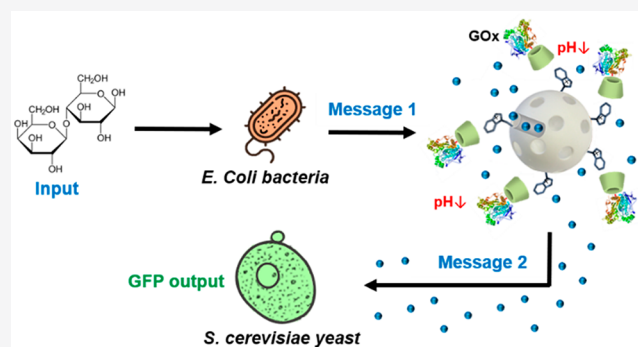 GOx
pH↓
CH₂OH
CH₂OH
O
OH
OH
O
O
OH
OH
OH
OH
OH
Input
E. Coli bacteria
Message 1
pH↓
Message 2
GFP output
S. cerevisiae yeast